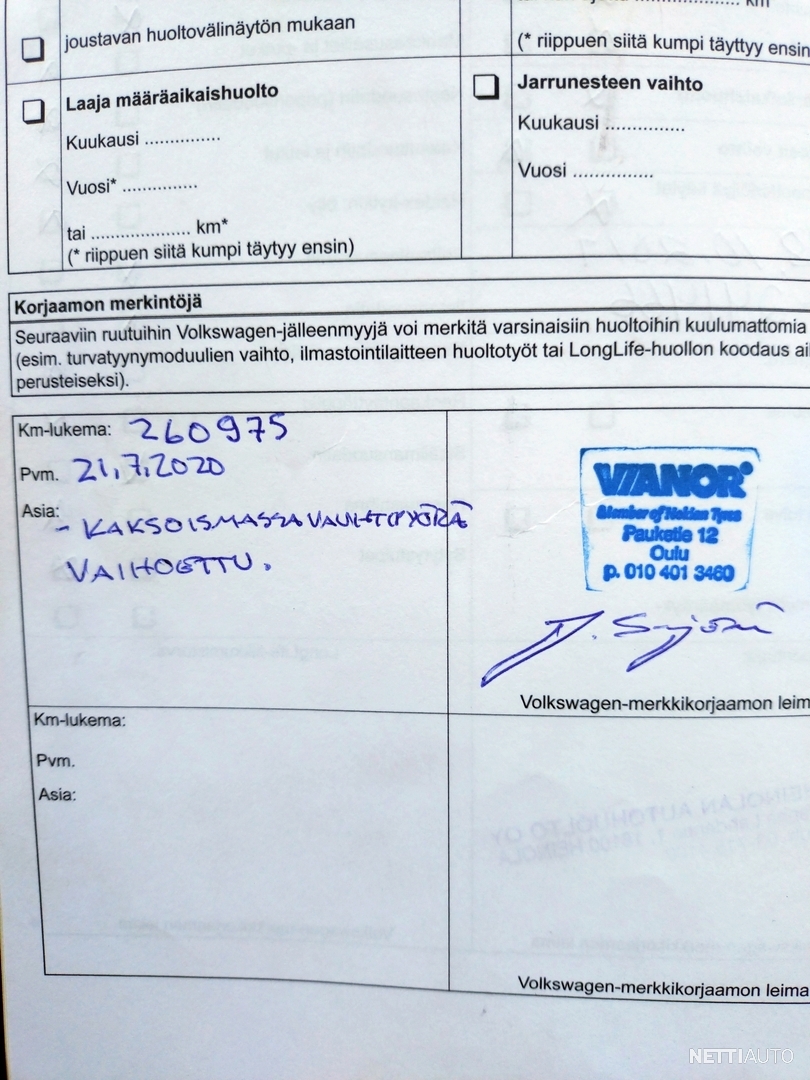 km
joustavan huoltovälinäytön mukaan
(* riippuen siitä kumpi täyttyy ensin
Laaja määräaikaishuolto
Kuukausi ...............
Vuosi* ...............
tai .................... km*
(* riippuen siitä kumpi täytyy ensin)
Jarrunesteen vaihto
Kuukausi ................
Vuosi ................
Korjaamon merkintöjä
Seuraaviin ruutuihin Volkswagen-jälleenmyyjä voi merkitä varsinaisiin huoltoihin kuulumattomia
(esim. turvatyynymoduulien vaihto, ilmastointilaitteen huoltotyöt tai LongLife-huollon koodaus
perusteiseksi).
Km-lukema: 260975
Pvm. 21.7.2020
Asia:
- KAKSOISMASSAVAUHTIPYÖRÄ
VAIHDETTU.
VIANOR
Member of Nokian Tyres
Pauketie 12
Oulu
p. 010 401 3460
Volkswagen-merkkikorjaamon leim
Km-lukema:
Pvm.
Asia:
Volkswagen-merkkikorjaamon leima
NETTIAUTO